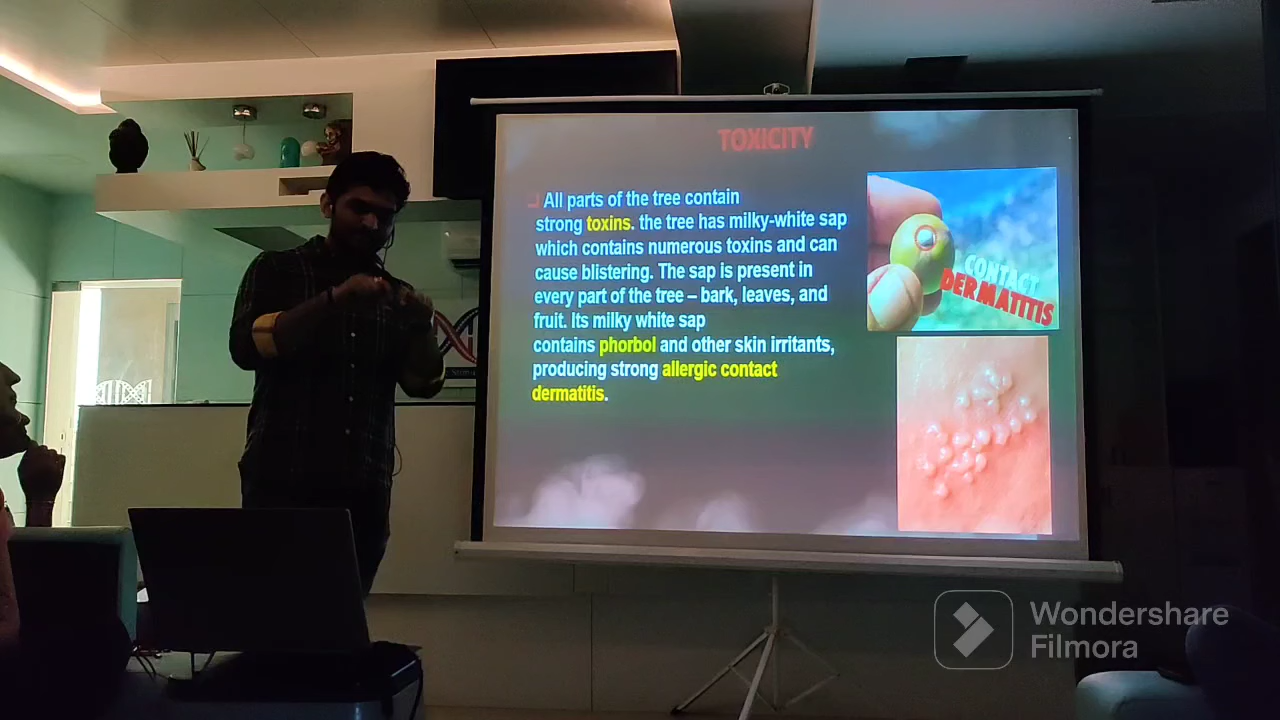 TOXICITY
All parts of the tree contain
strong toxins. the tree has milky-white sap
which contains numerous toxins and can
cause blistering. The sap is present in
every part of the tree – bark, leaves, and
fruit. Its milky white sap
contains phorbol and other skin irritants,
producing strong allergic contact
dermatitis.
CONTACT
DERMATITIS
Wondershare
Filmora